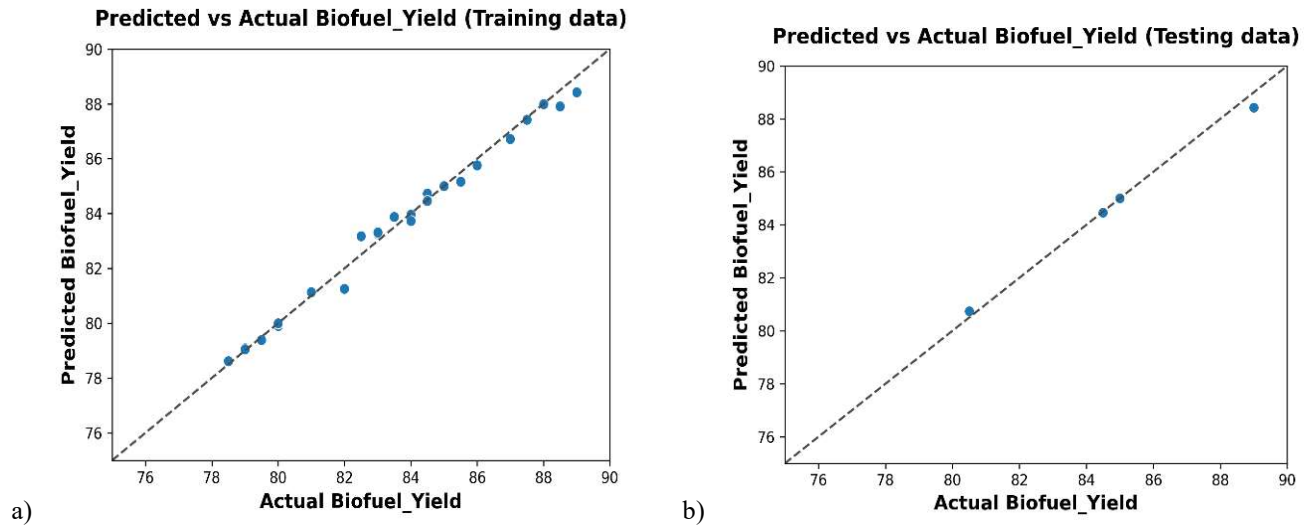 Predicted vs Actual Biofuel_Yield (Training data)
90
88
86
84
82
80
78
76
Predicted Biofuel_Yield
76 78 80 82 84 86 88 90
Actual Biofuel_Yield
a)
Predicted vs Actual Biofuel_Yield (Testing data)
90
88
86
84
82
80
78
76
Predicted Biofuel_Yield
76 78 80 82 84 86 88 90
Actual Biofuel_Yield
b)